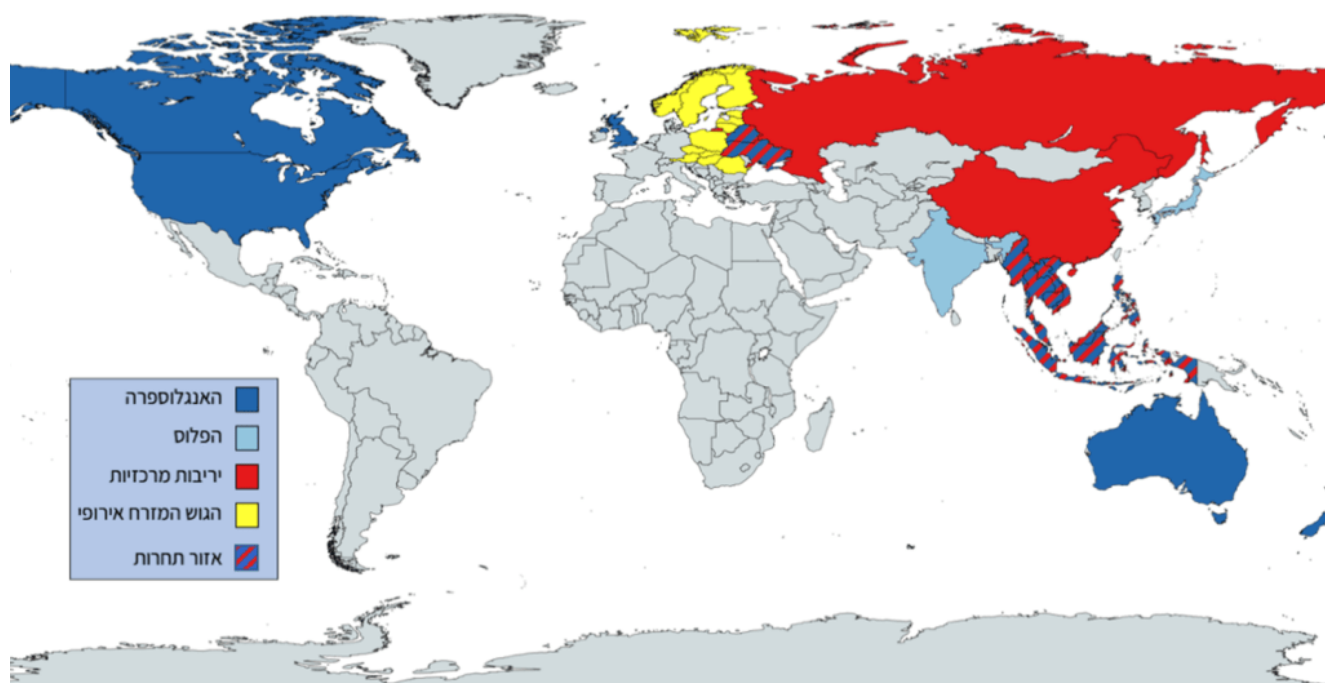 האנגלוספרה
הפלוס
יריבות מרכזיות
הגוש המזרח אירופי
אזור תחרות